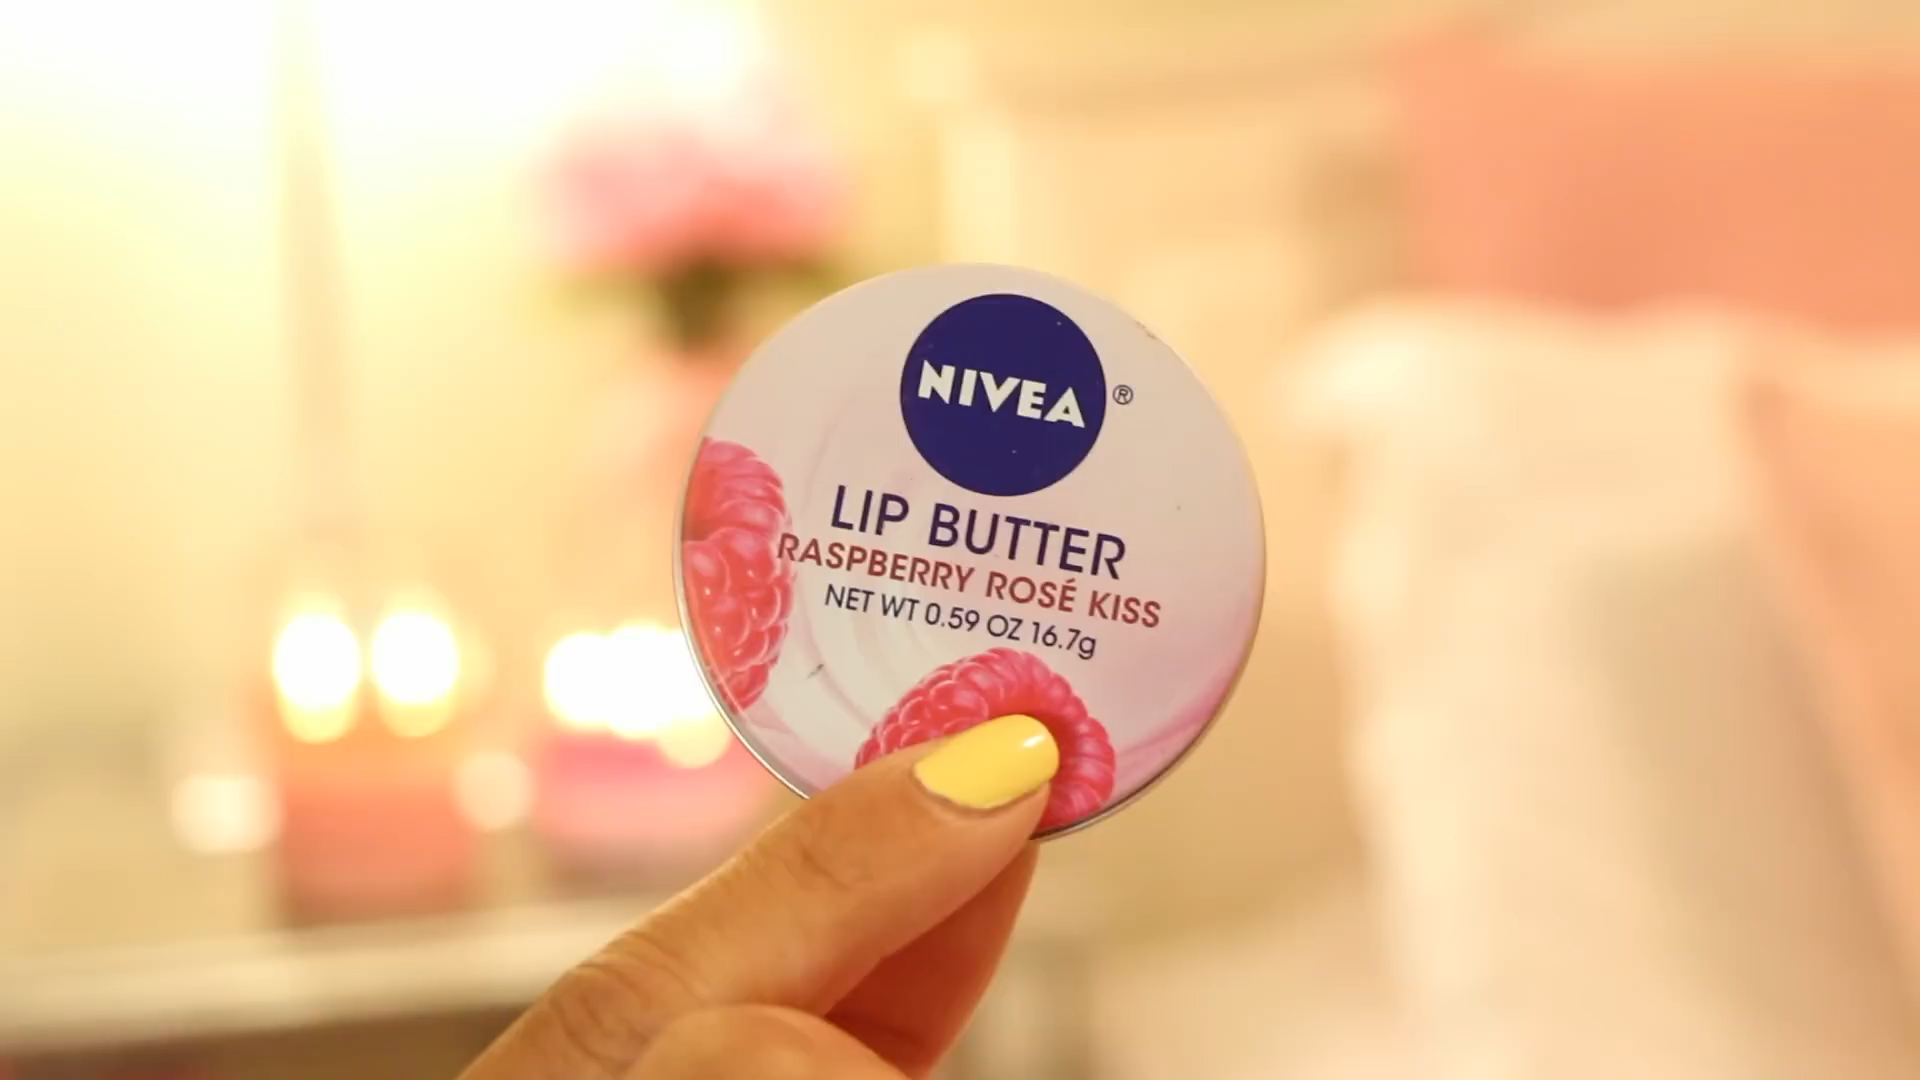 NIVEA ®
LIP BUTTER
RASPBERRY ROSÉ KISS
NET WT 0.59 OZ 16.7g